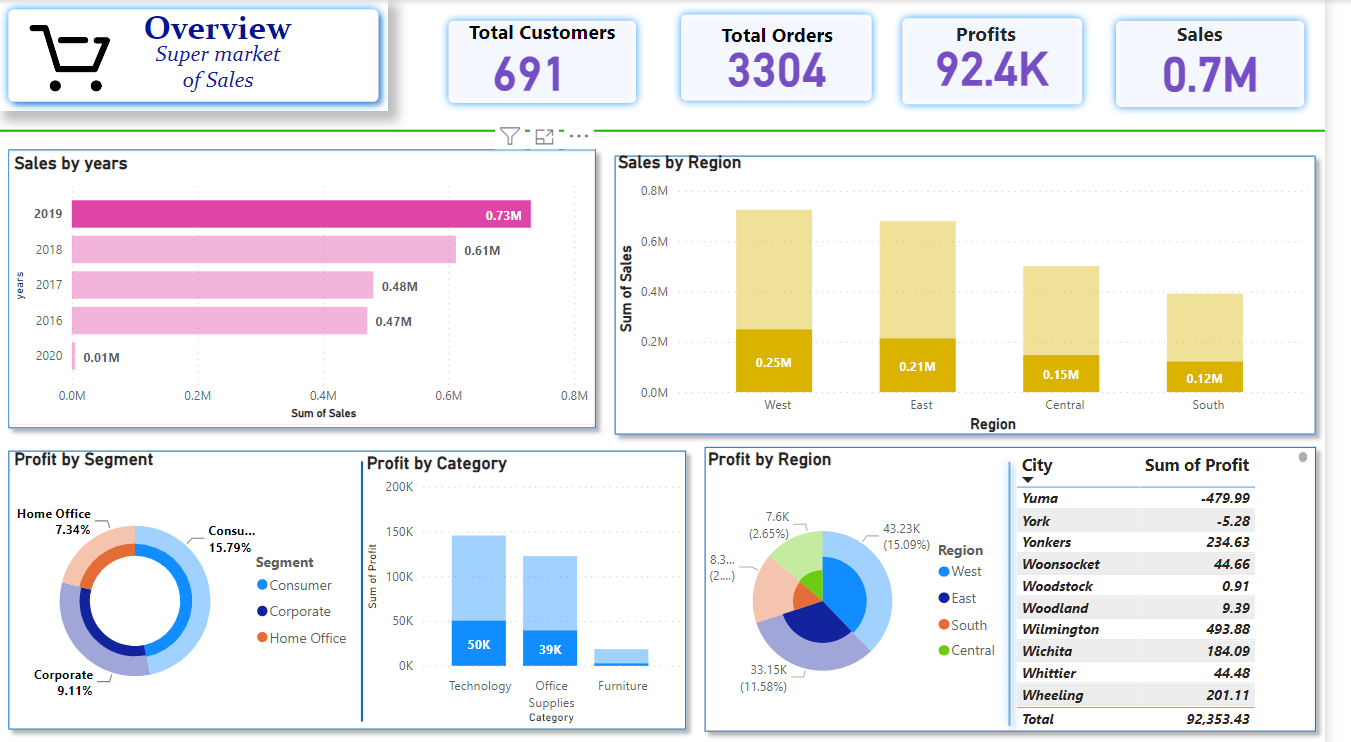 Overview
Super market
of Sales
Total Customers
691
Total Orders
3304
Profits
92.4K
Sales
0.7M
Sales by years
years
2019
0.73M
2018
0.61M
2017
0.48M
2016
0.47M
2020
0.01M
0.0M 0.2M 0.4M 0.6M 0.8M
Sum of Sales
Sales by Region
Sum of Sales
0.8M
0.6M
0.4M
0.2M
0.0M
0.25M
0.21M
0.15M
0.12M
West East Central South
Region
Profit by Segment
Home Office
7.34%
Consu...
15.79%
Corporate
9.11%
Segment
Consumer
Corporate
Home Office
Profit by Category
Sum of Profit
200K
150K
100K
50K
0K
50K
39K
Technology Office Furniture
Supplies
Category
Profit by Region
7.6K
(2.65%)
43.23K
(15.09%)
8.3...
(2....)
33.15K
(11.58%)
Region
West
East
South
Central
City Sum of Profit
Yuma -479.99
York -5.28
Yonkers 234.63
Woonsocket 44.66
Woodstock 0.91
Woodland 9.39
Wilmington 493.88
Wichita 184.09
Whittier 44.48
Wheeling 201.11
Total 92,353.43